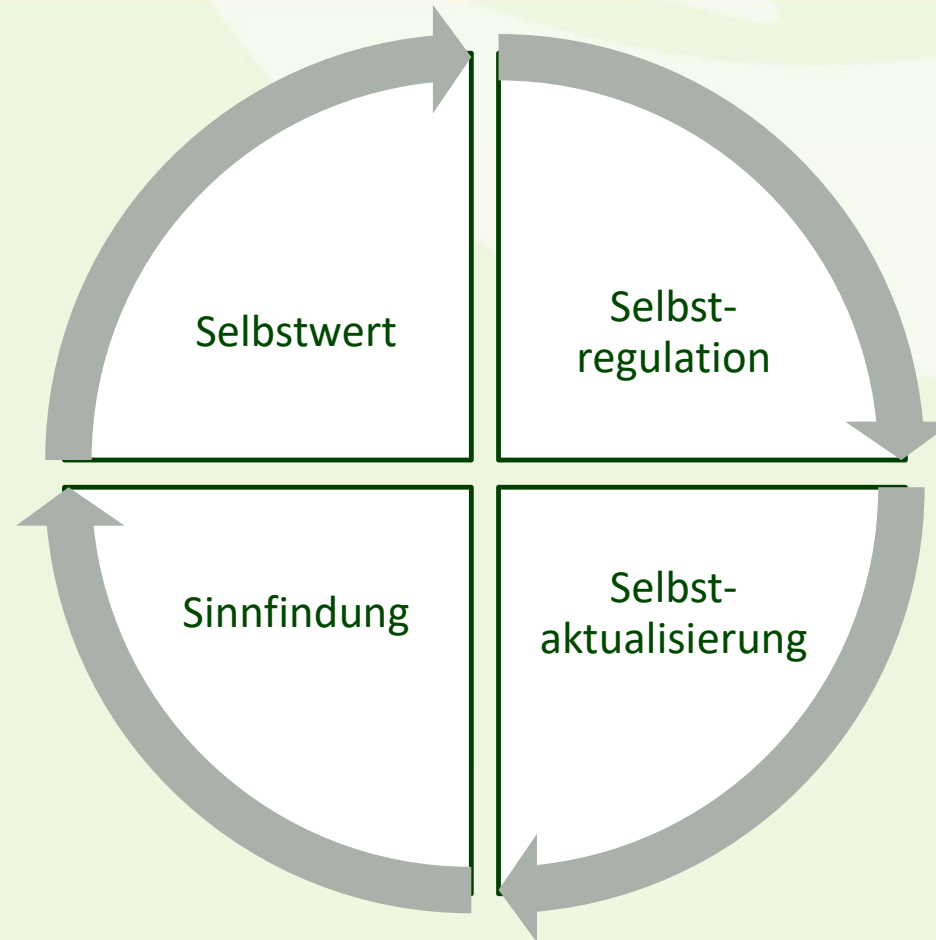 Selbstwert
Selbst-
regulation
Sinnfindung
Selbst-
aktualisierung